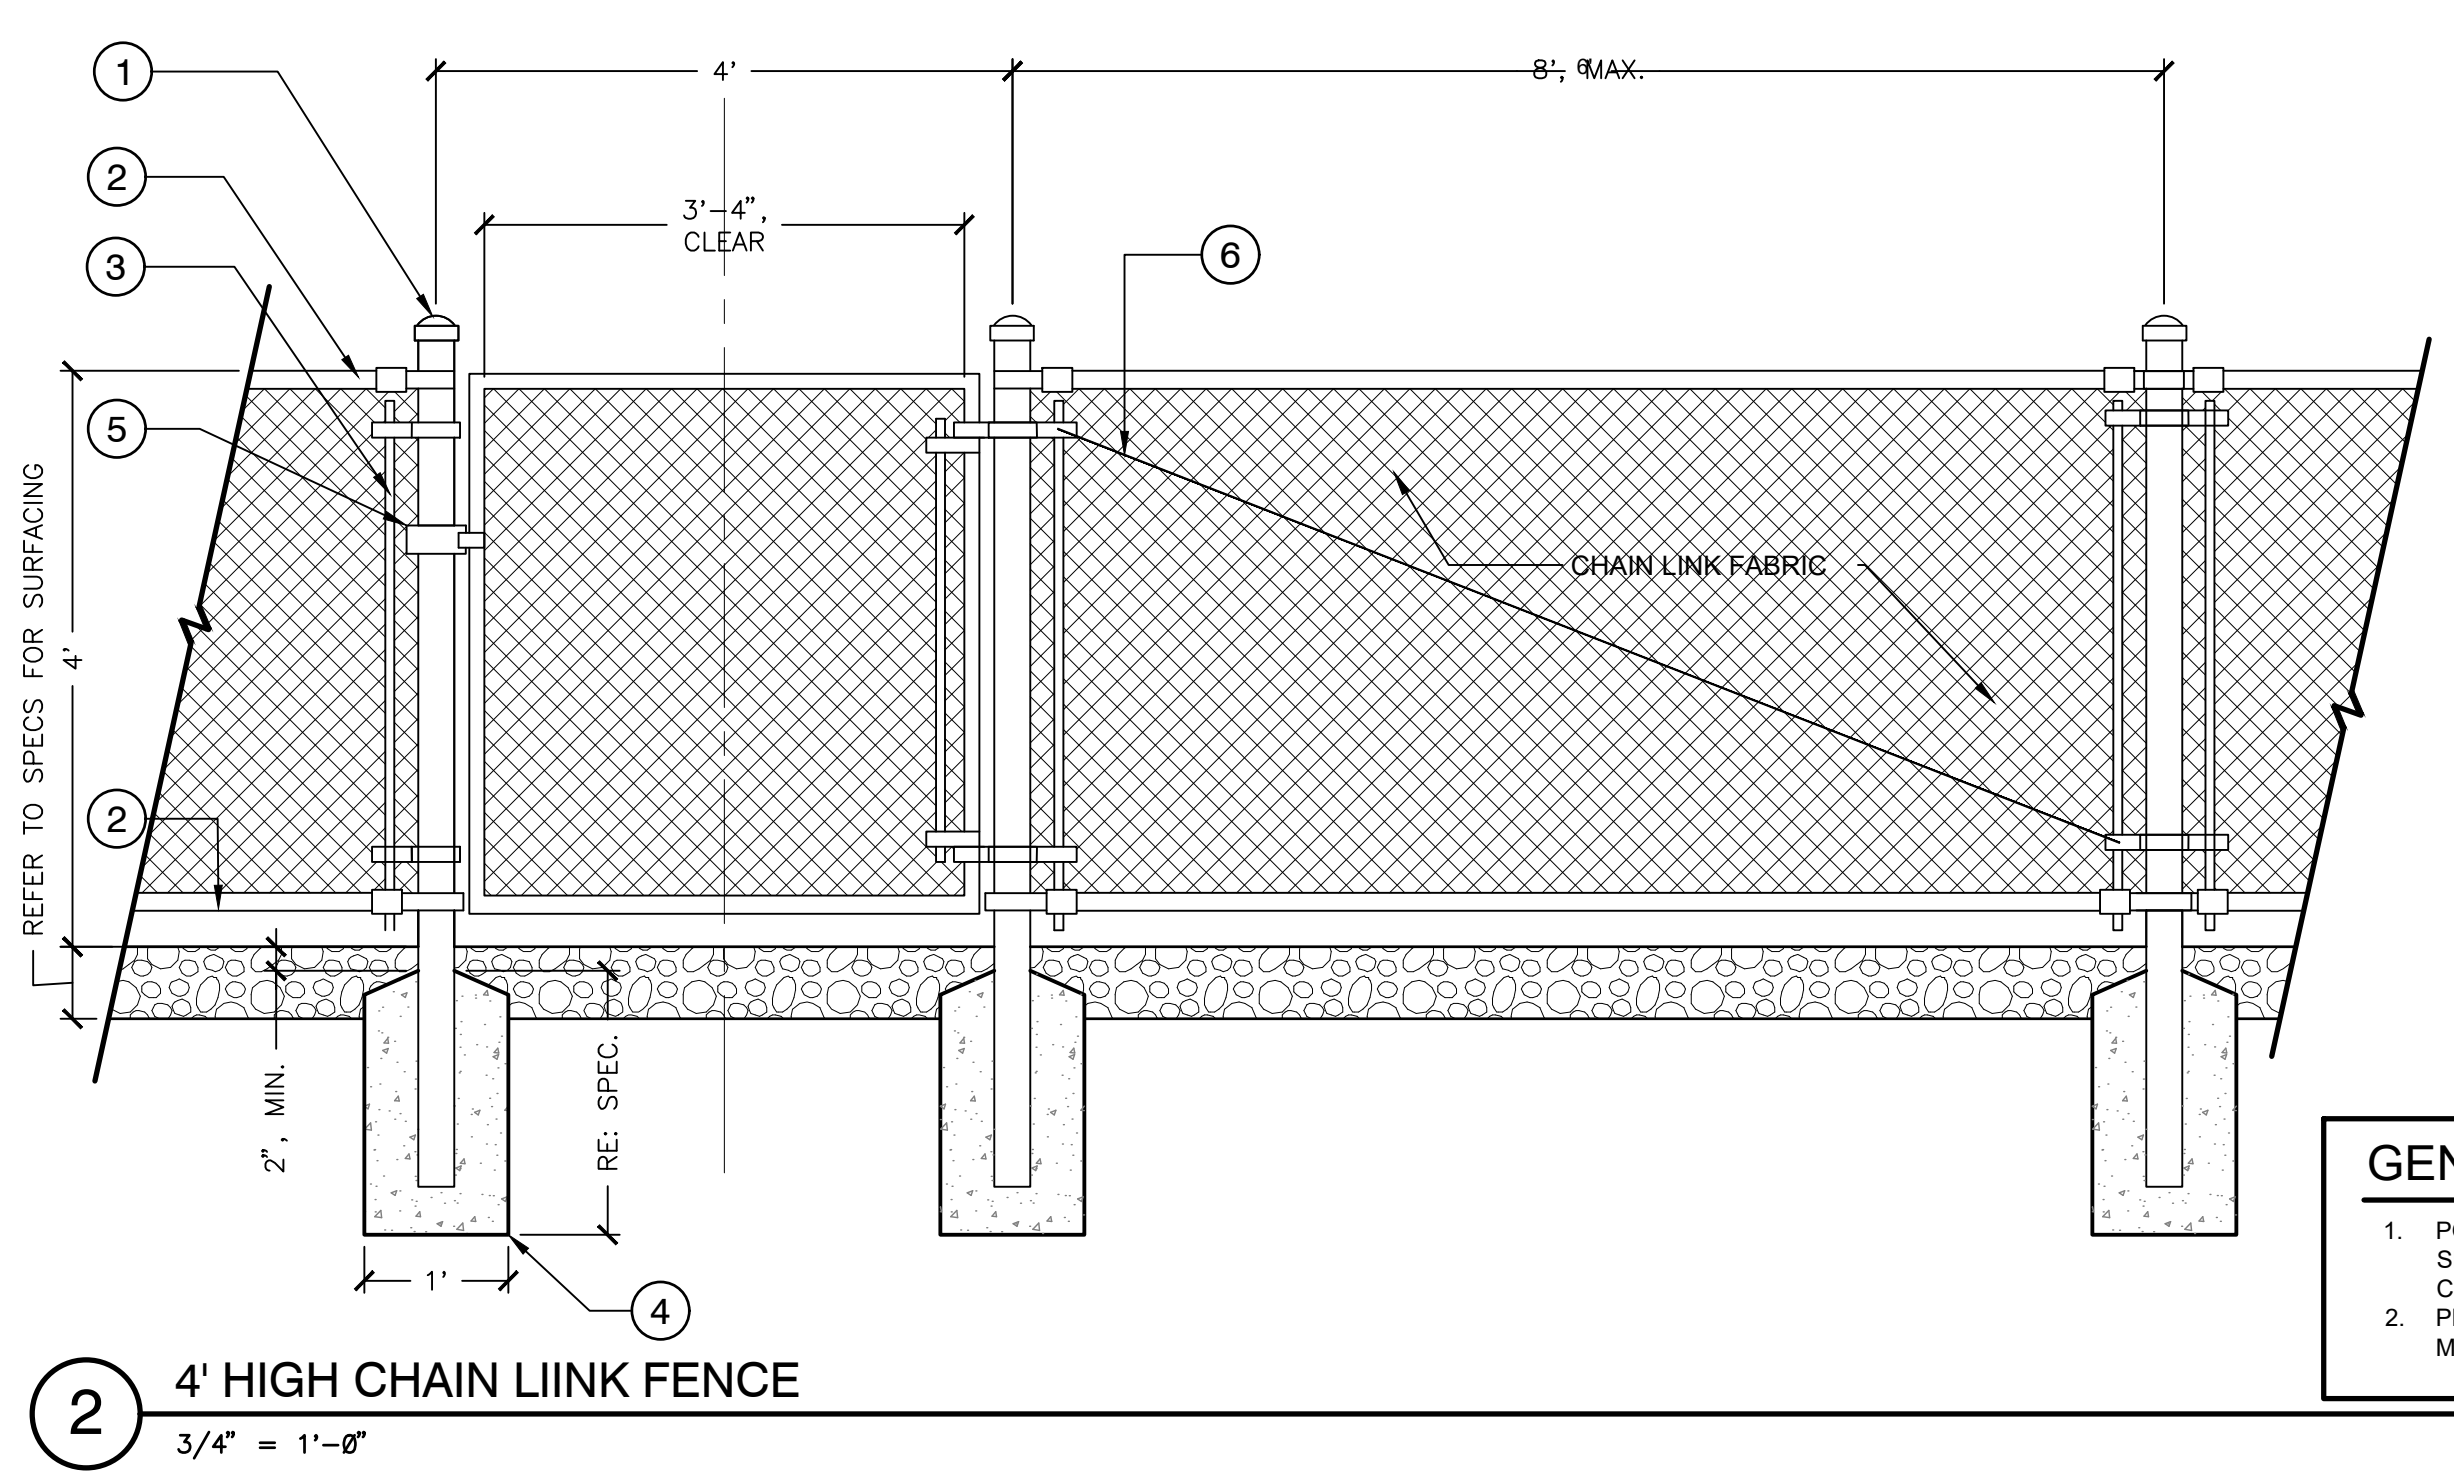 1
4'
8', 6' MAX.
2
3'-4",
CLEAR
3
6
5
REFER TO SPECS FOR SURFACING
4'
CHAIN LINK FABRIC
2
2", MIN.
RE: SPEC.
1'
4
GEN
1.
S
C
2.
M
2
4' HIGH CHAIN LIINK FENCE
3/4" = 1'-0"